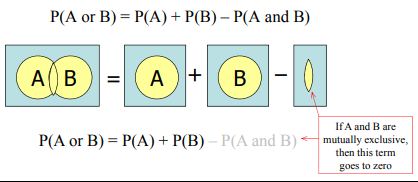 P(A or B) = P(A) + P(B) – P(A and B)
A B = A + B –
If A and B are
mutually exclusive,
then this term
goes to zero
P(A or B) = P(A) + P(B) – P(A and B)